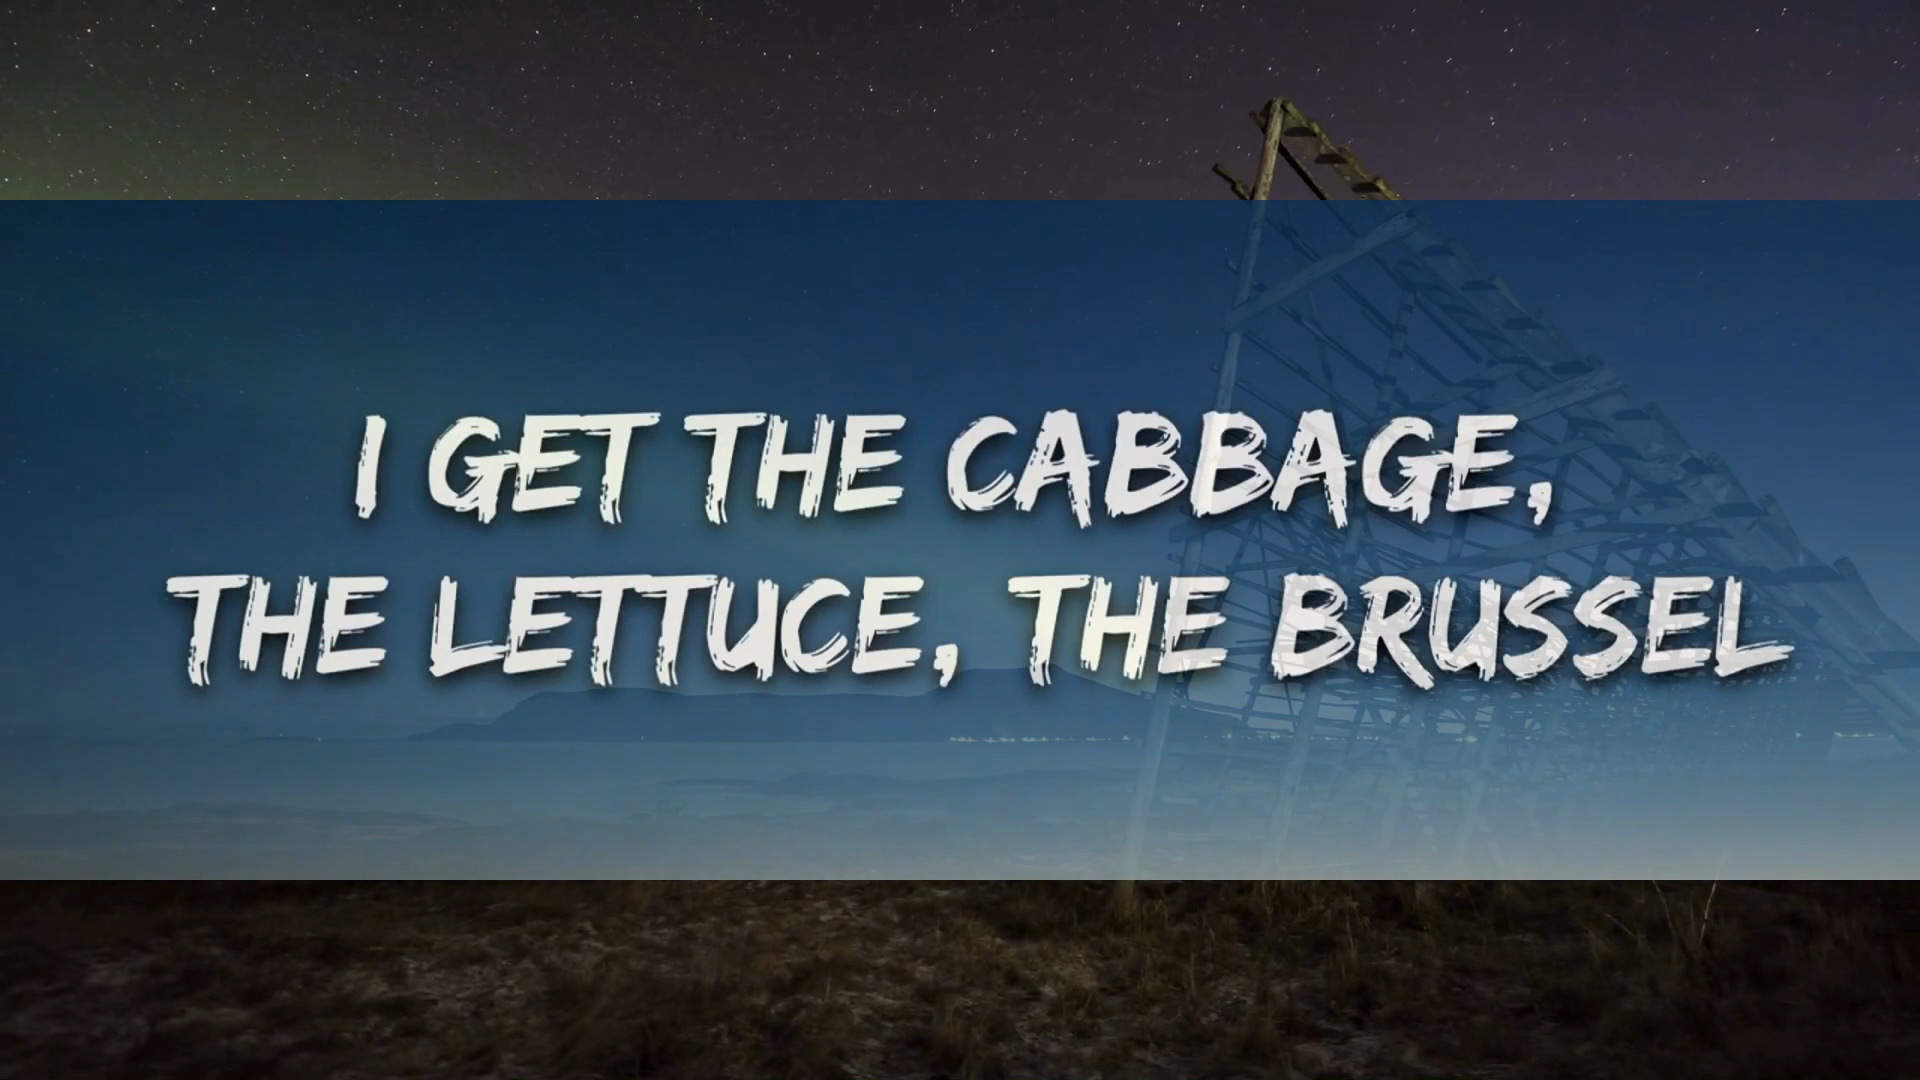 I GET THE CABBAGE,
THE LETTUCE, THE BRUSSEL